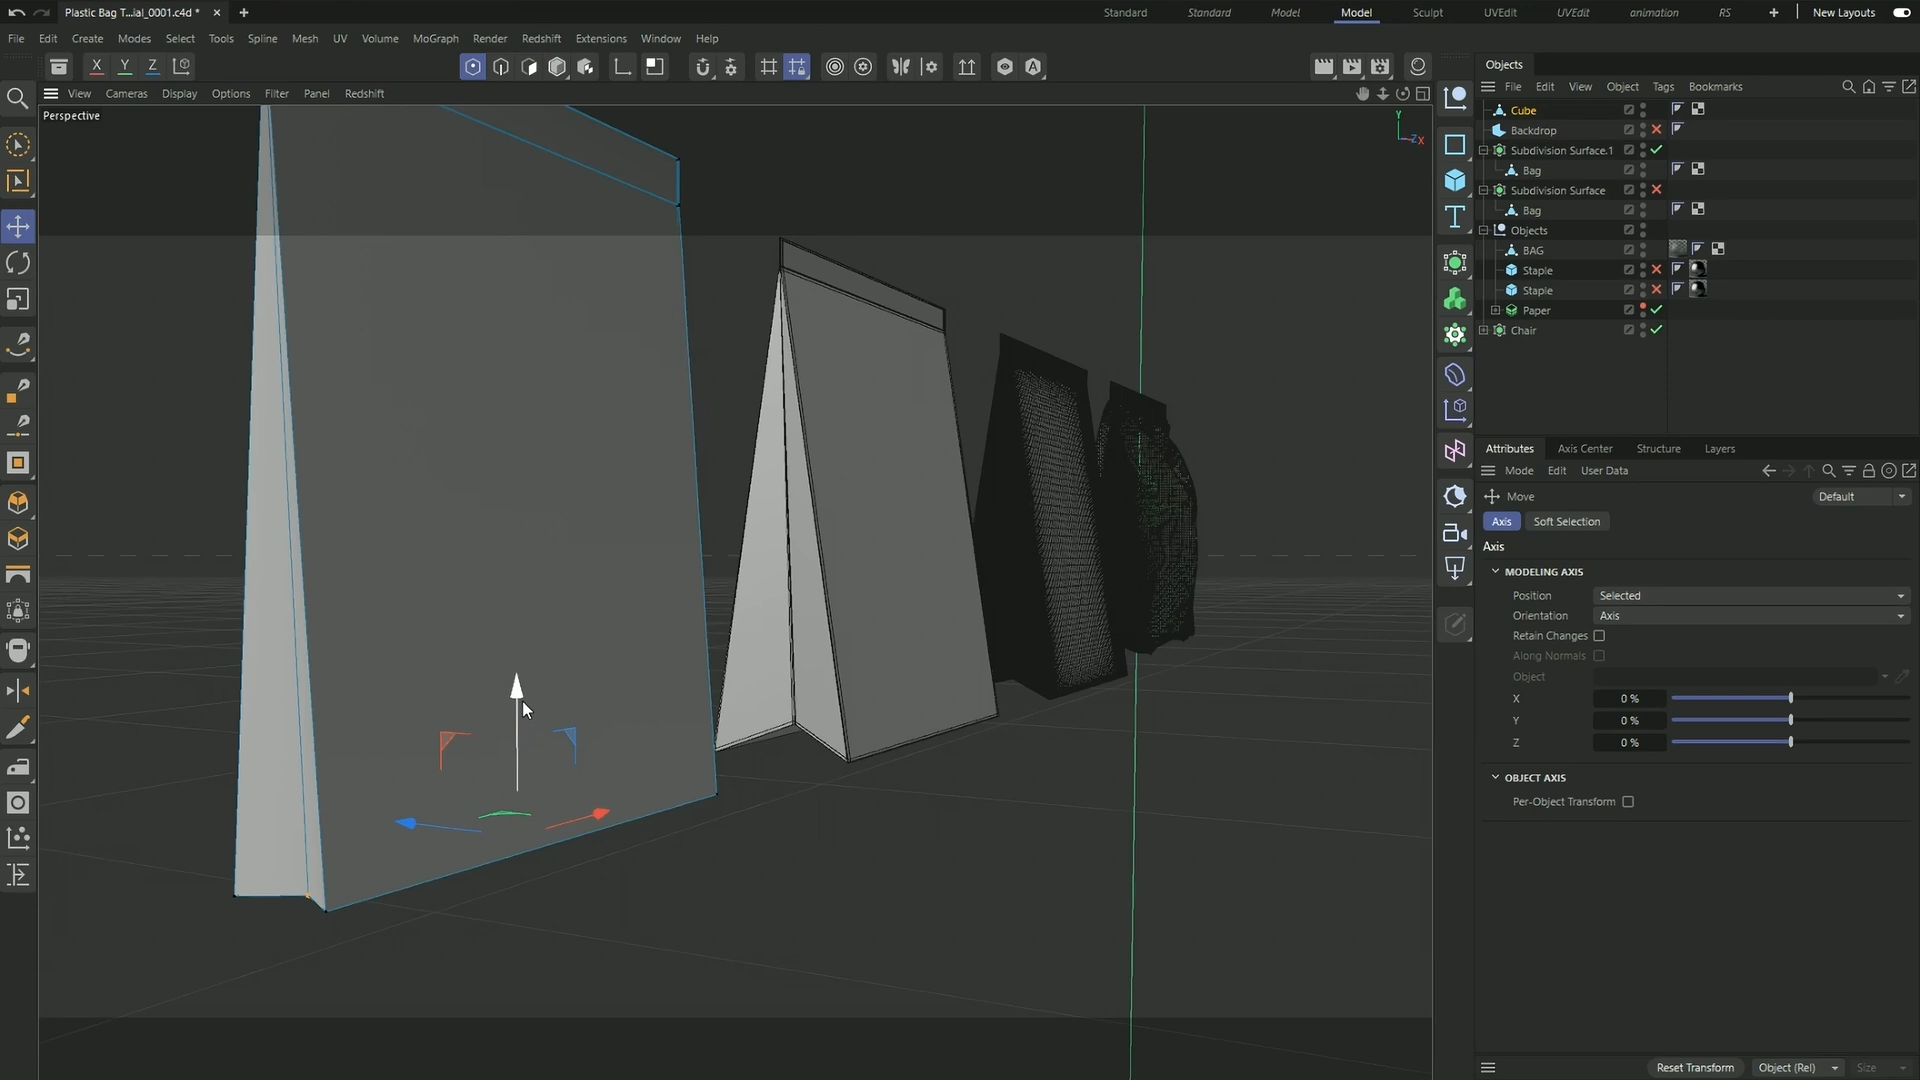 Plastic Bag T...ial_0001.c4d *
Standard Standard Model Model Sculpt UVEdit UVEdit animation RS New Layouts
File Edit Create Modes Select Tools Spline Mesh UV Volume MoGraph Render Redshift Extensions Window Help
X Y Z
Objects
View Cameras Display Options Filter Panel Redshift
File Edit View Object Tags Bookmarks
Perspective
Y
Z X
Cube
Backdrop
Subdivision Surface.1
Bag
Subdivision Surface
Bag
Objects
BAG
Staple
Staple
Paper
Chair
Attributes Axis Center Structure Layers
Mode Edit User Data
Move Default
Axis Soft Selection
Axis
MODELING AXIS
Position Selected
Orientation Axis
Retain Changes
Along Normals
Object
X 0 %
Y 0 %
Z 0 %
OBJECT AXIS
Per-Object Transform
Reset Transform Object (Rel) Size